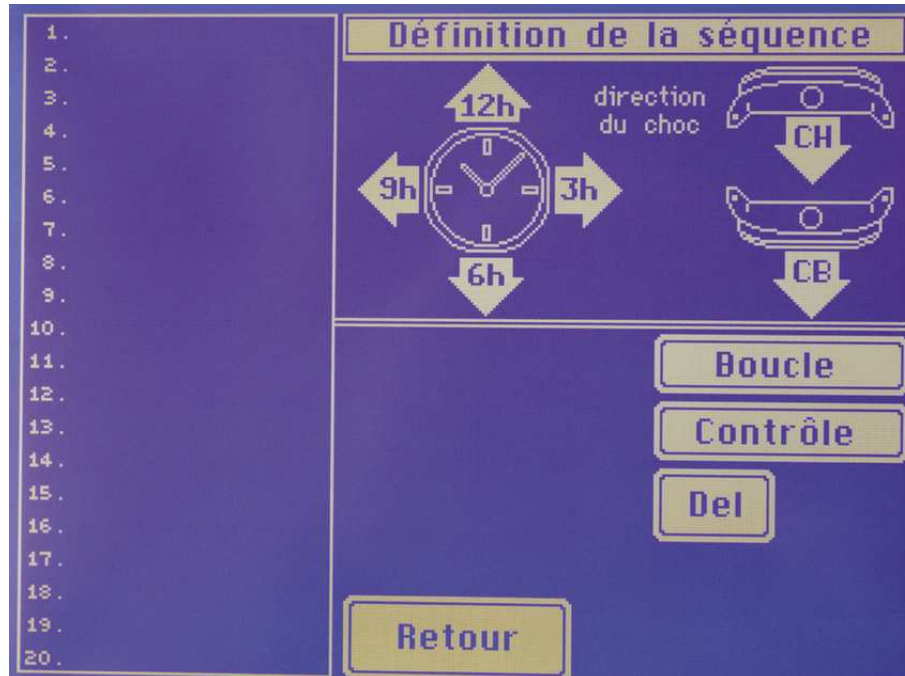 1.
2.
3.
4.
5.
6.
7.
8.
9.
10.
11.
12.
13.
14.
15.
16.
17.
18.
19.
20.
Définition de la séquence
12h
direction
du choc
CH
9h
3h
6h
CB
Boucle
Contrôle
Del
Retour